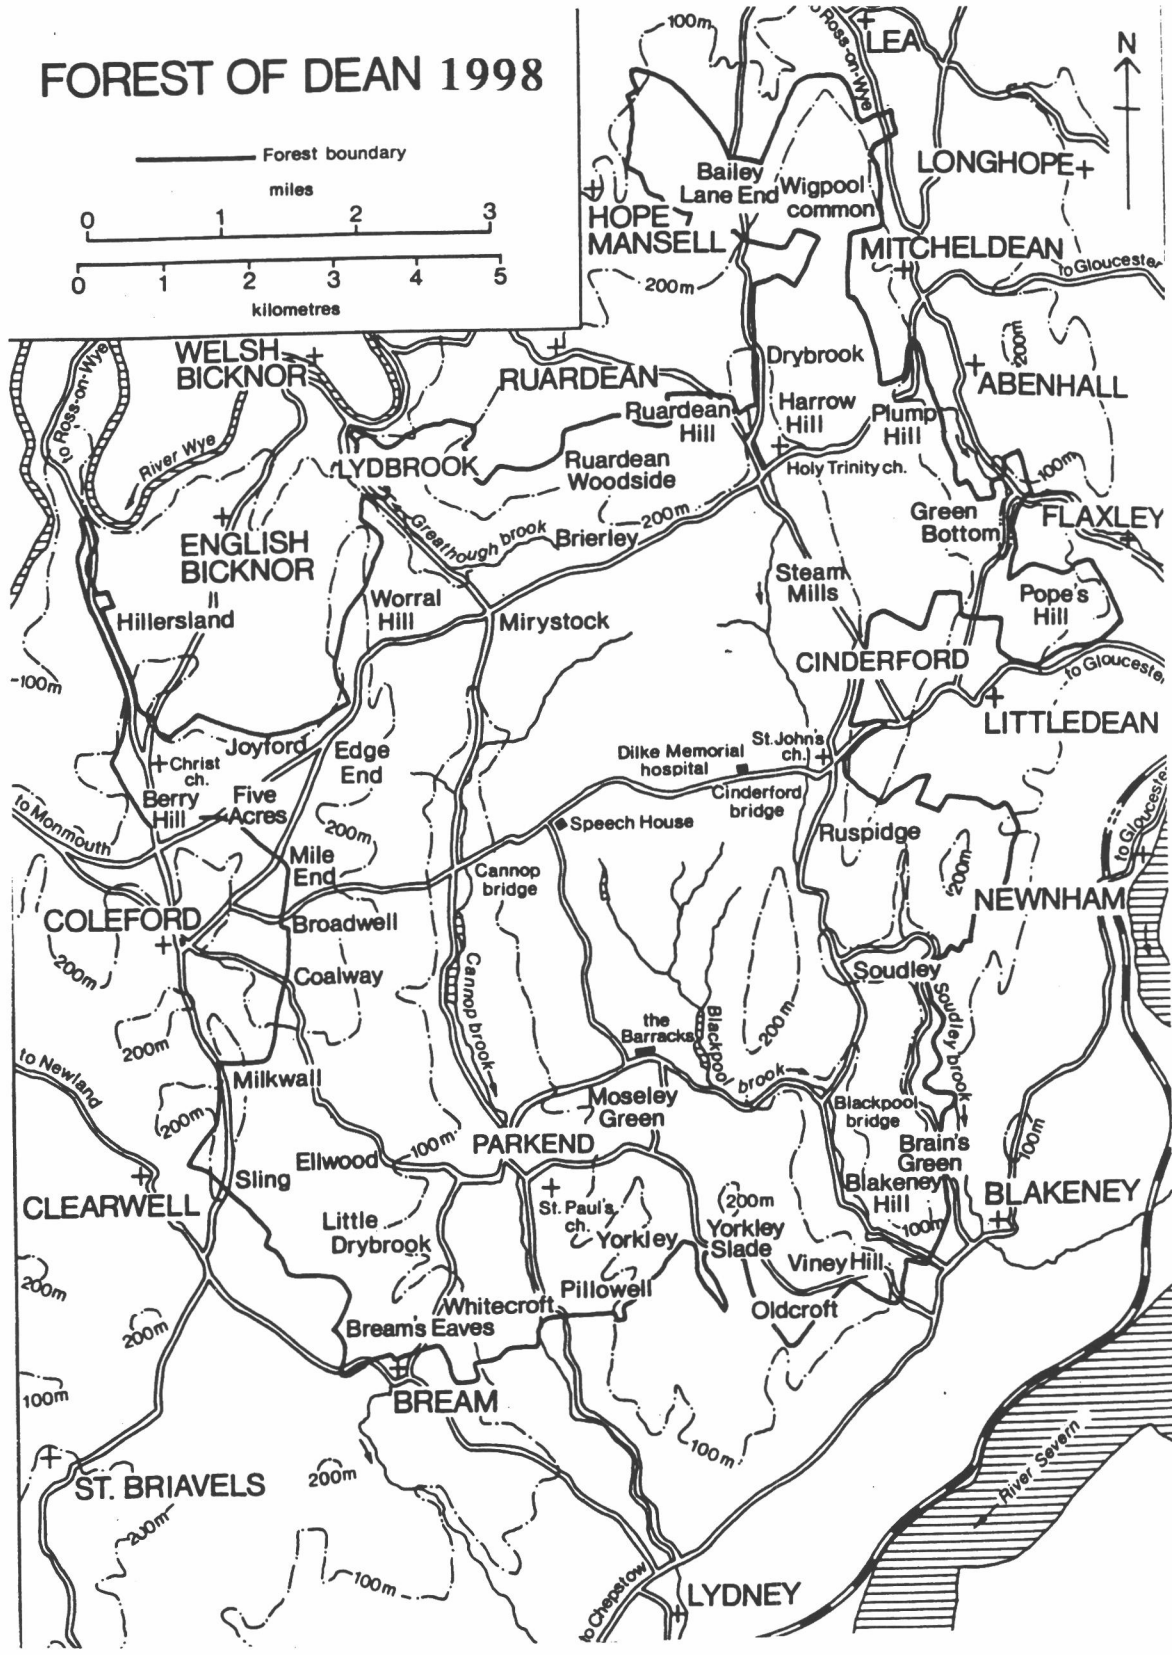 FOREST OF DEAN 1998
Forest boundary
miles
0 1 2 3
0 1 2 3 4 5
kilometres
N
100m
to Ross-on-Wye
LEA
LONGHOPE
Bailey
Lane End
Wigpool
common
HOPE
MANSELL
MITCHELDEAN
to Gloucester
200m
200m
Drybrook
ABENHALL
WELSH
BICKNOR
to Ross-on-Wye
RUARDEAN
Ruardean
Hill
Harrow
Hill
Plump
Hill
River Wye
LYDBROOK
Ruardean
Woodside
Holy Trinity ch.
100m
Greathough brook
Brierley
200m
Green
Bottom
FLAXLEY
ENGLISH
BICKNOR
Hillersland
Worral
Hill
Mirystock
Steam
Mills
Pope's
Hill
CINDERFORD
to Gloucester
100m
LITTLEDEAN
Joyford
Edge
End
Christ
ch.
Dilke Memorial
hospital
St. John's
ch.
Cinderford
bridge
Berry
Hill
Five
Acres
to Monmouth
200m
Speech House
Ruspidge
to Gloucester
Mile
End
Cannop
bridge
200m
NEWNHAM
COLEFORD
Broadwell
200m
Coalway
Cannop brook
Soudley
Soudley brook
200m
200m
the
Barracks
Blackpool brook
to Newland
Milkwall
Moseley
Green
Blackpool
bridge
200m
100m
PARKEND
Brain's
Green
100m
Ellwood
Sling
CLEARWELL
St. Paul's
ch.
200m
Blakeney
Hill
BLAKENEY
Little
Drybrook
Yorkley
Yorkley
Slade
100m
Viney Hill
200m
Pillowell
Whitecroft
Oldcroft
200m
Bream's Eaves
100m
BREAM
100m
River Severn
ST. BRIAVELS
200m
200m
100m
to Chepstow
LYDNEY